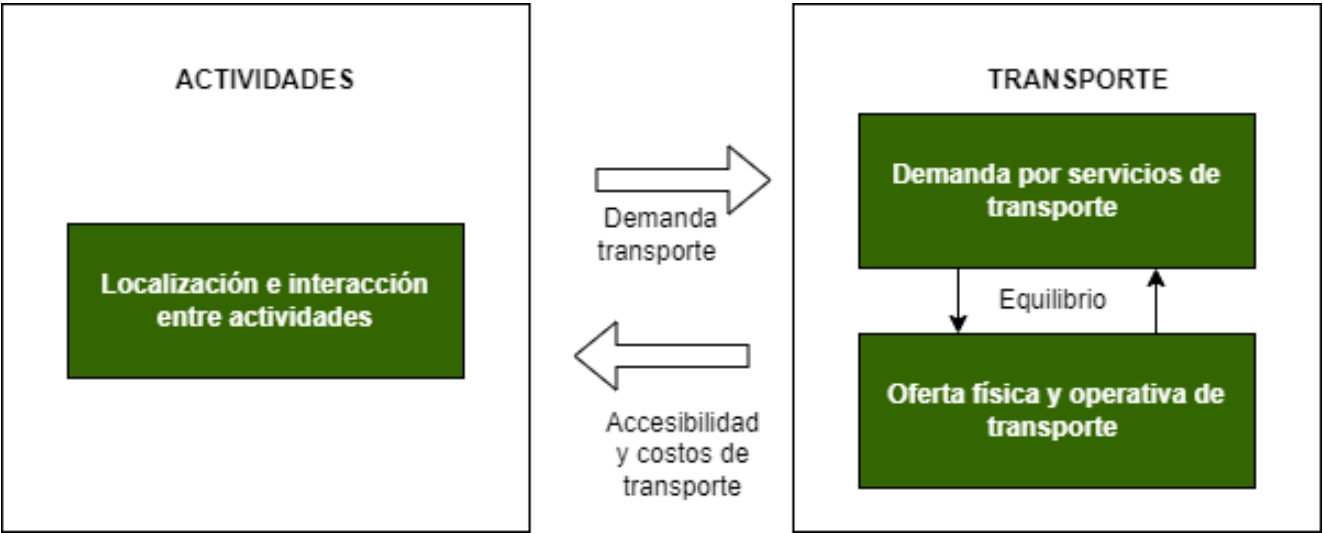 ACTIVIDADES
Localización e interacción
entre actividades
Demanda
transporte
Accesibilidad
y costos de
transporte
TRANSPORTE
Demanda por servicios de
transporte
Equilibrio
Oferta física y operativa de
transporte